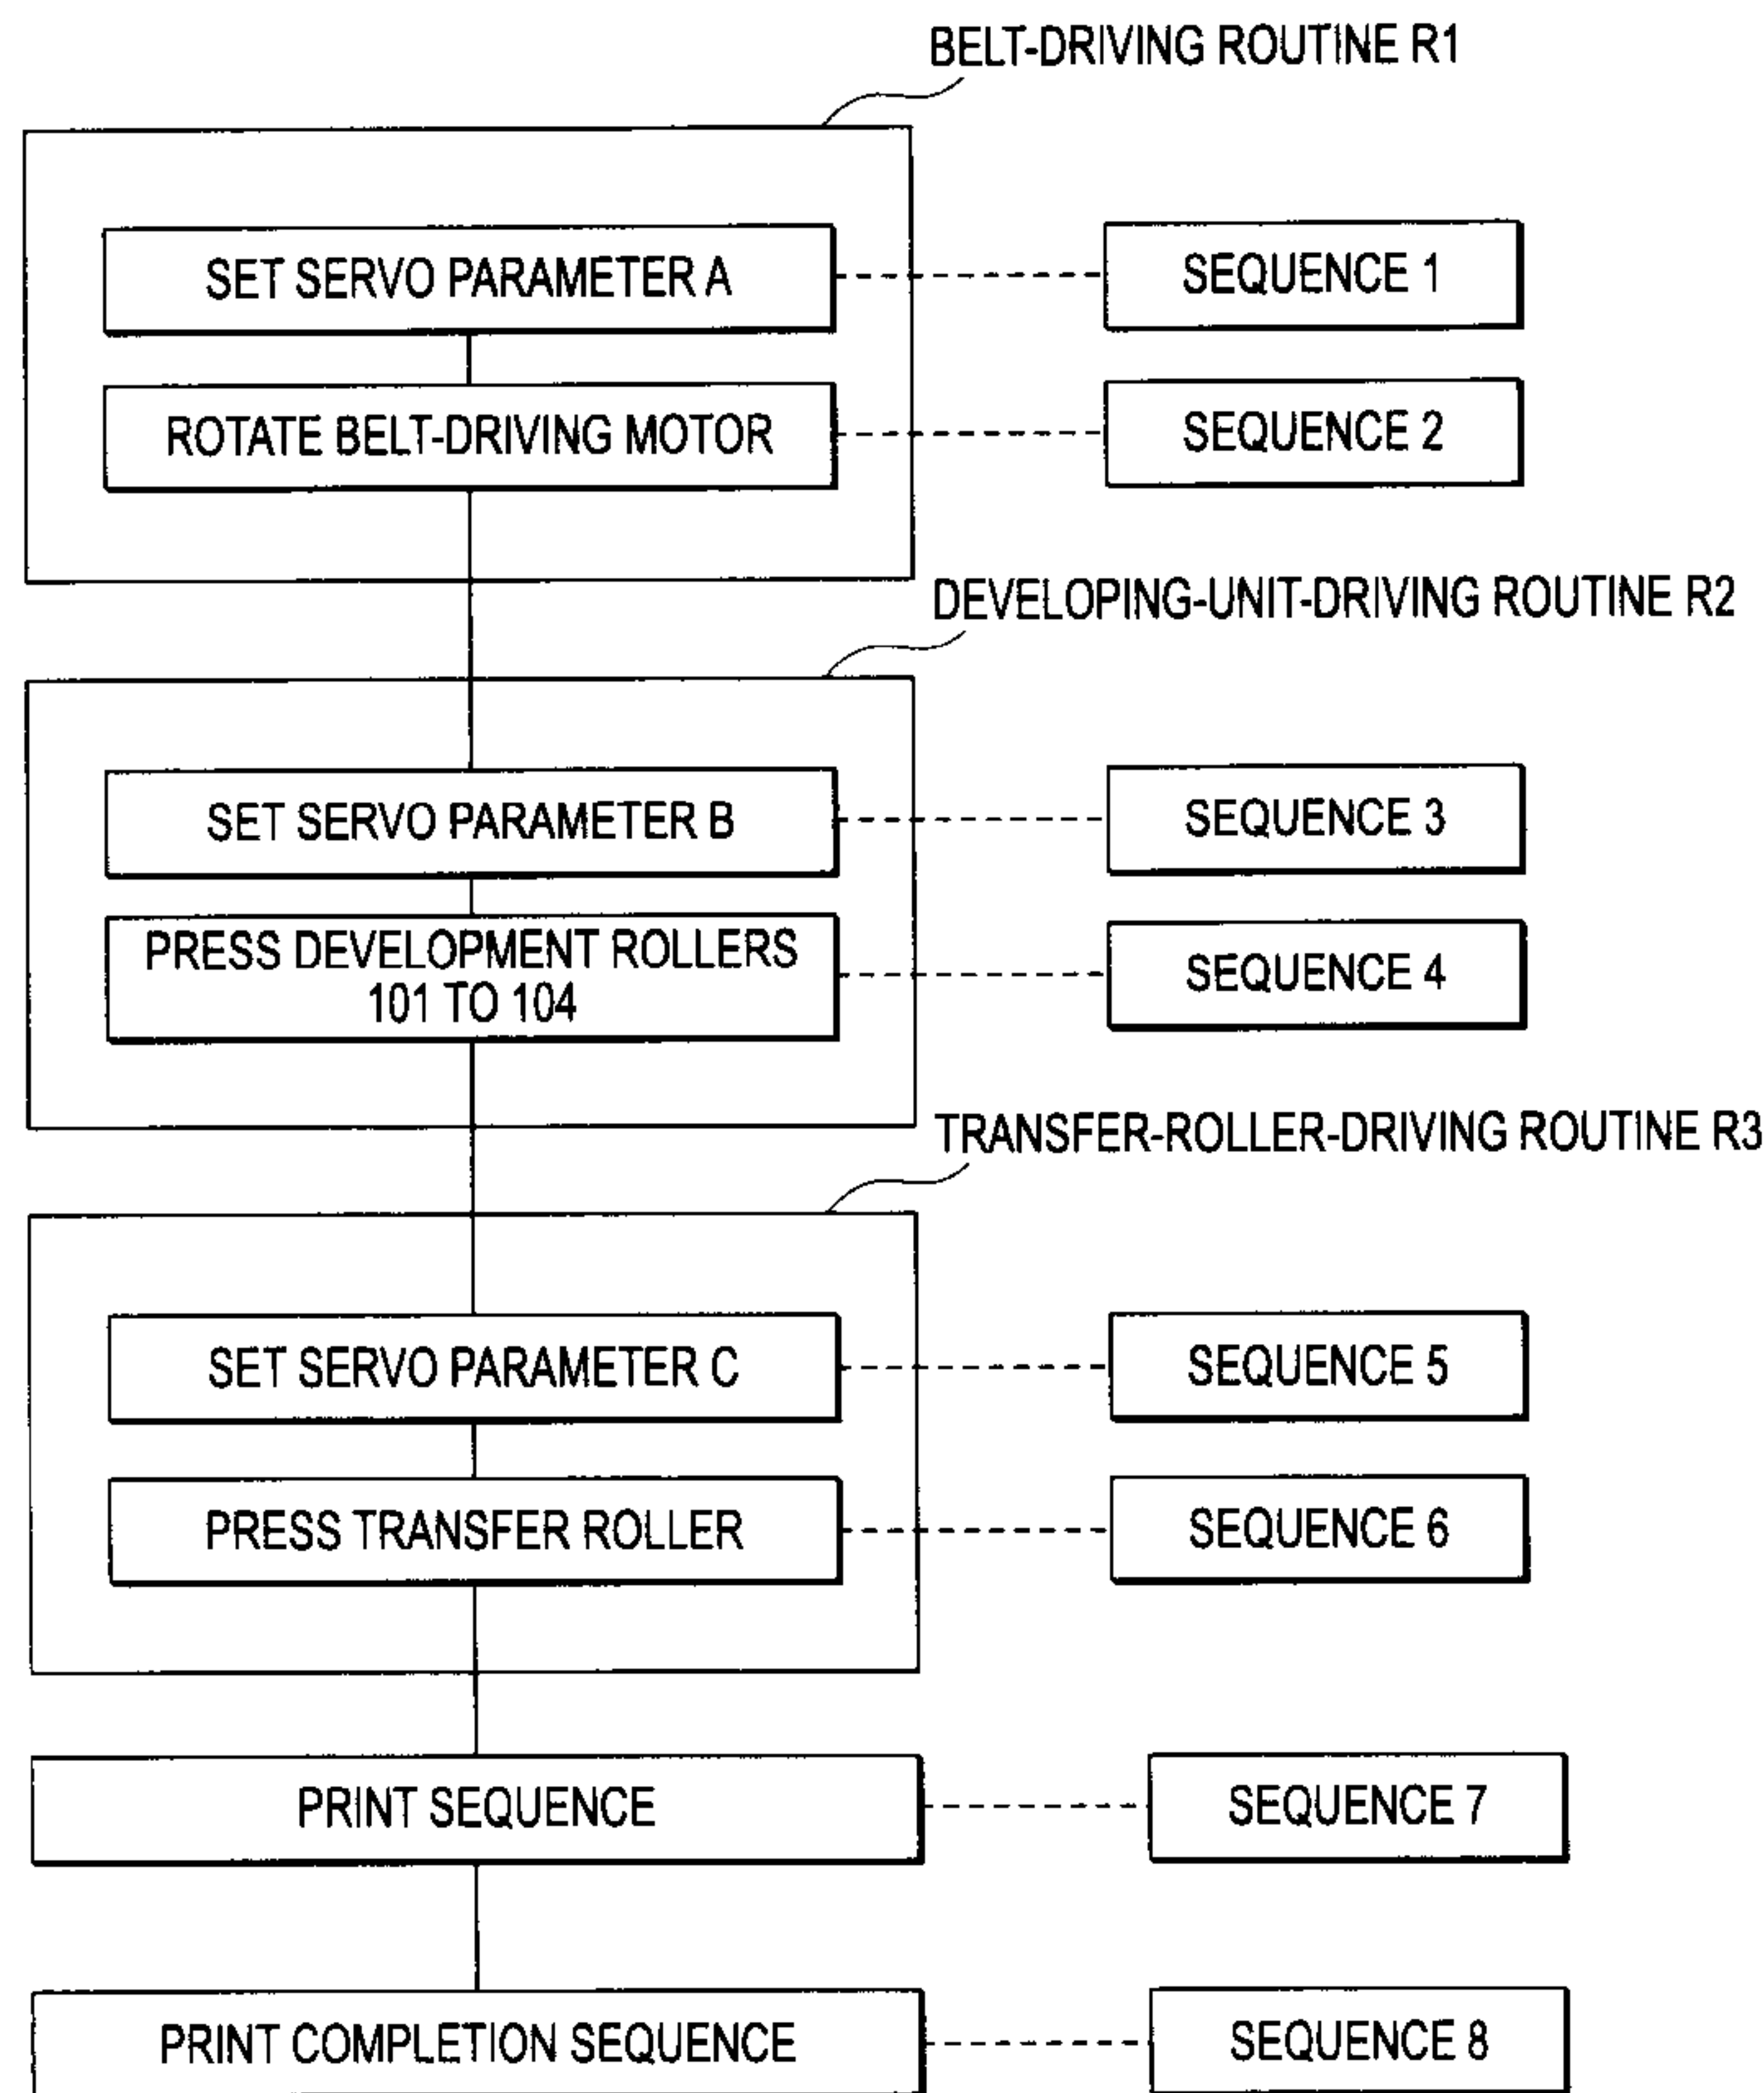 BELT-DRIVING ROUTINE R1
SET SERVO PARAMETER A
SEQUENCE 1
ROTATE BELT-DRIVING MOTOR
SEQUENCE 2
DEVELOPING-UNIT-DRIVING ROUTINE R2
SET SERVO PARAMETER B
SEQUENCE 3
PRESS DEVELOPMENT ROLLERS
101 TO 104
SEQUENCE 4
TRANSFER-ROLLER-DRIVING ROUTINE R3
SET SERVO PARAMETER C
SEQUENCE 5
PRESS TRANSFER ROLLER
SEQUENCE 6
PRINT SEQUENCE
SEQUENCE 7
PRINT COMPLETION SEQUENCE
SEQUENCE 8